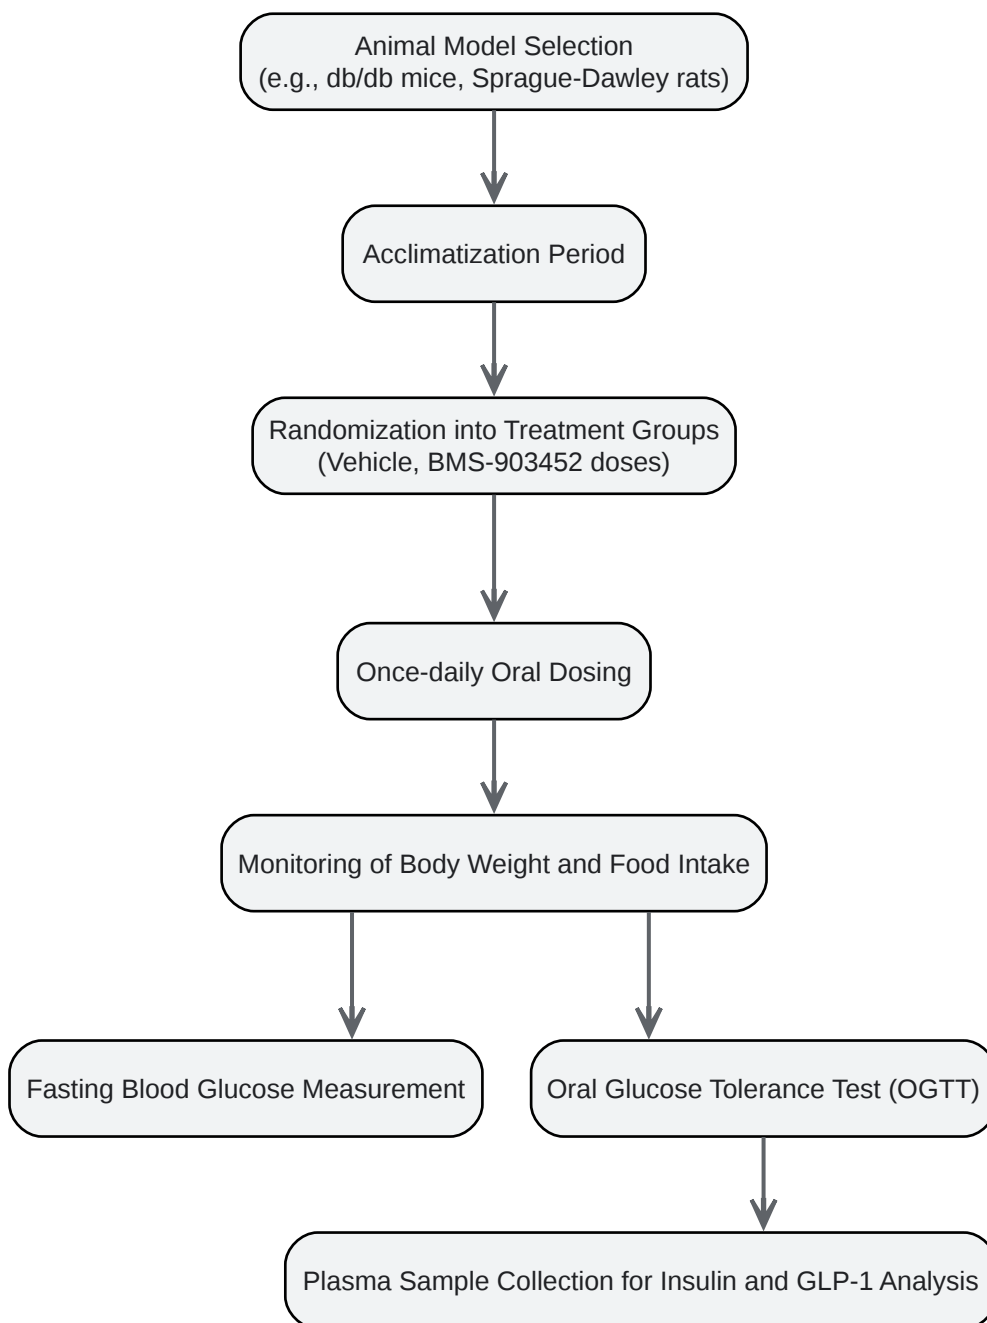 Animal Model Selection
(e.g., db/db mice, Sprague-Dawley rats)
Acclimatization Period
Randomization into Treatment Groups
(Vehicle, BMS-903452 doses)
Once-daily Oral Dosing
Monitoring of Body Weight and Food Intake
Fasting Blood Glucose Measurement
Oral Glucose Tolerance Test (OGTT)
Plasma Sample Collection for Insulin and GLP-1 Analysis